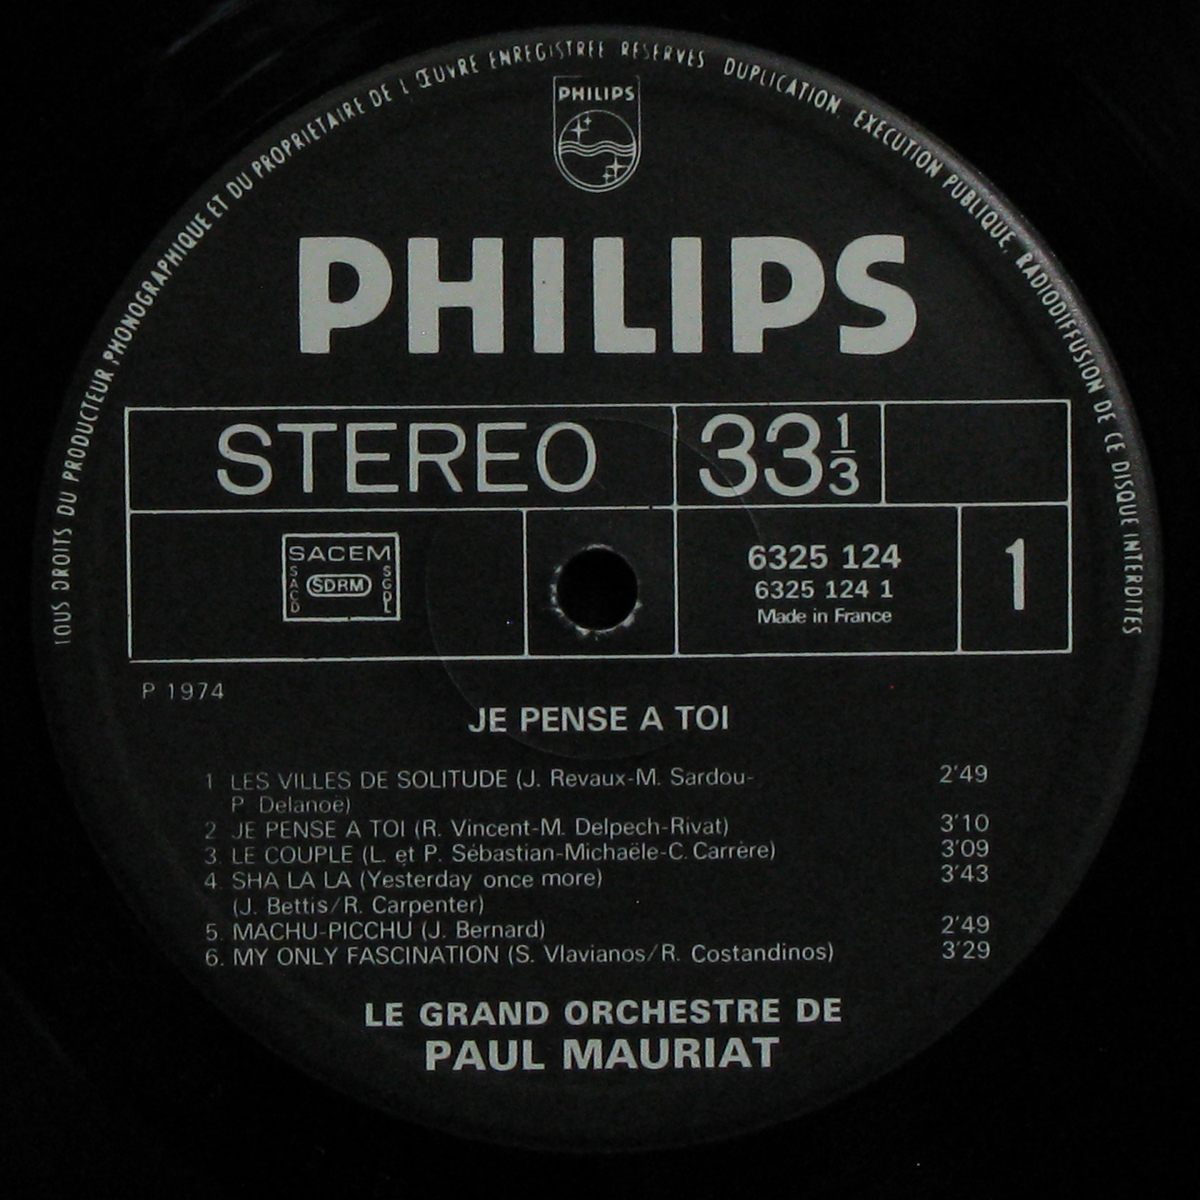 TOUS DROITS DU PRODUCTEUR PHONOGRAPHIQUE ET DU PROPRIETAIRE DE L'ŒUVRE ENREGISTREE RESERVES DUPLICATION, EXECUTION PUBLIQUE, RADIODIFFUSION DE CE DISQUE INTERDITES
PHILIPS
PHILIPS
STEREO 33 1/3
SACEM
SACD SDRM SGDL
6325 124
6325 124 1
Made in France
1
P 1974
JE PENSE A TOI
1 LES VILLES DE SOLITUDE (J. Revaux-M. Sardou- 2'49
P Delanoë)
2 JE PENSE A TOI (R. Vincent-M. Delpech-Rivat) 3'10
3. LE COUPLE (L. et P. Sébastian-Michaële-C. Carrère) 3'09
4. SHA LA LA (Yesterday once more) 3'43
(J. Bettis/R. Carpenter)
5. MACHU-PICCHU (J. Bernard) 2'49
6. MY ONLY FASCINATION (S. Vlavianos/R. Costandinos) 3'29
LE GRAND ORCHESTRE DE
PAUL MAURIAT